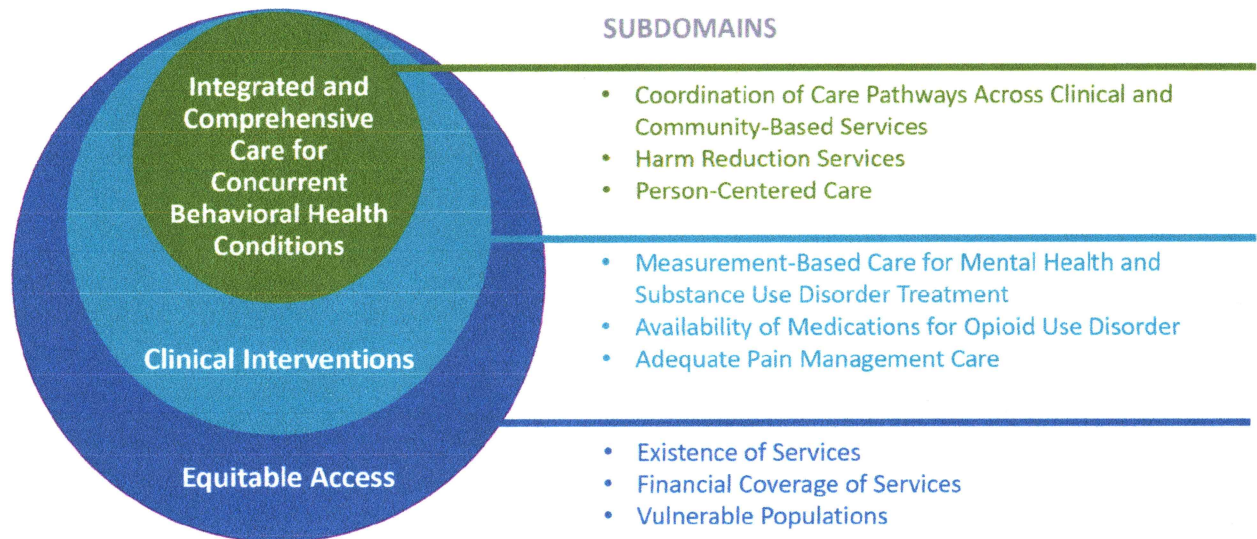 SUBDOMAINS
Integrated and
Comprehensive
Care for
Concurrent
Behavioral Health
Conditions
• Coordination of Care Pathways Across Clinical and
Community-Based Services
• Harm Reduction Services
• Person-Centered Care
Clinical Interventions
• Measurement-Based Care for Mental Health and
Substance Use Disorder Treatment
• Availability of Medications for Opioid Use Disorder
• Adequate Pain Management Care
Equitable Access
• Existence of Services
• Financial Coverage of Services
• Vulnerable Populations